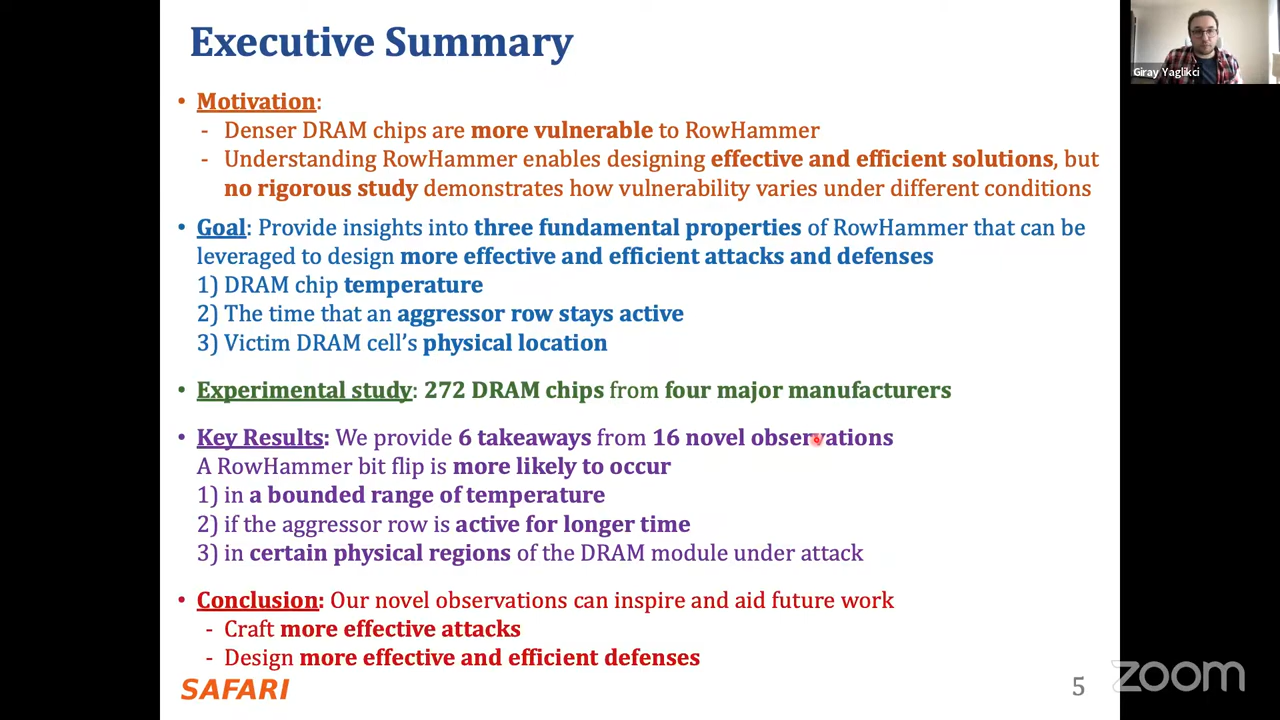 Executive Summary
Giray Yaglikci
• Motivation:
- Denser DRAM chips are more vulnerable to RowHammer
- Understanding RowHammer enables designing effective and efficient solutions, but
no rigorous study demonstrates how vulnerability varies under different conditions
• Goal: Provide insights into three fundamental properties of RowHammer that can be
leveraged to design more effective and efficient attacks and defenses
1) DRAM chip temperature
2) The time that an aggressor row stays active
3) Victim DRAM cell’s physical location
• Experimental study: 272 DRAM chips from four major manufacturers
• Key Results: We provide 6 takeaways from 16 novel observations
A RowHammer bit flip is more likely to occur
1) in a bounded range of temperature
2) if the aggressor row is active for longer time
3) in certain physical regions of the DRAM module under attack
• Conclusion: Our novel observations can inspire and aid future work
- Craft more effective attacks
- Design more effective and efficient defenses
SAFARI
5
zoom